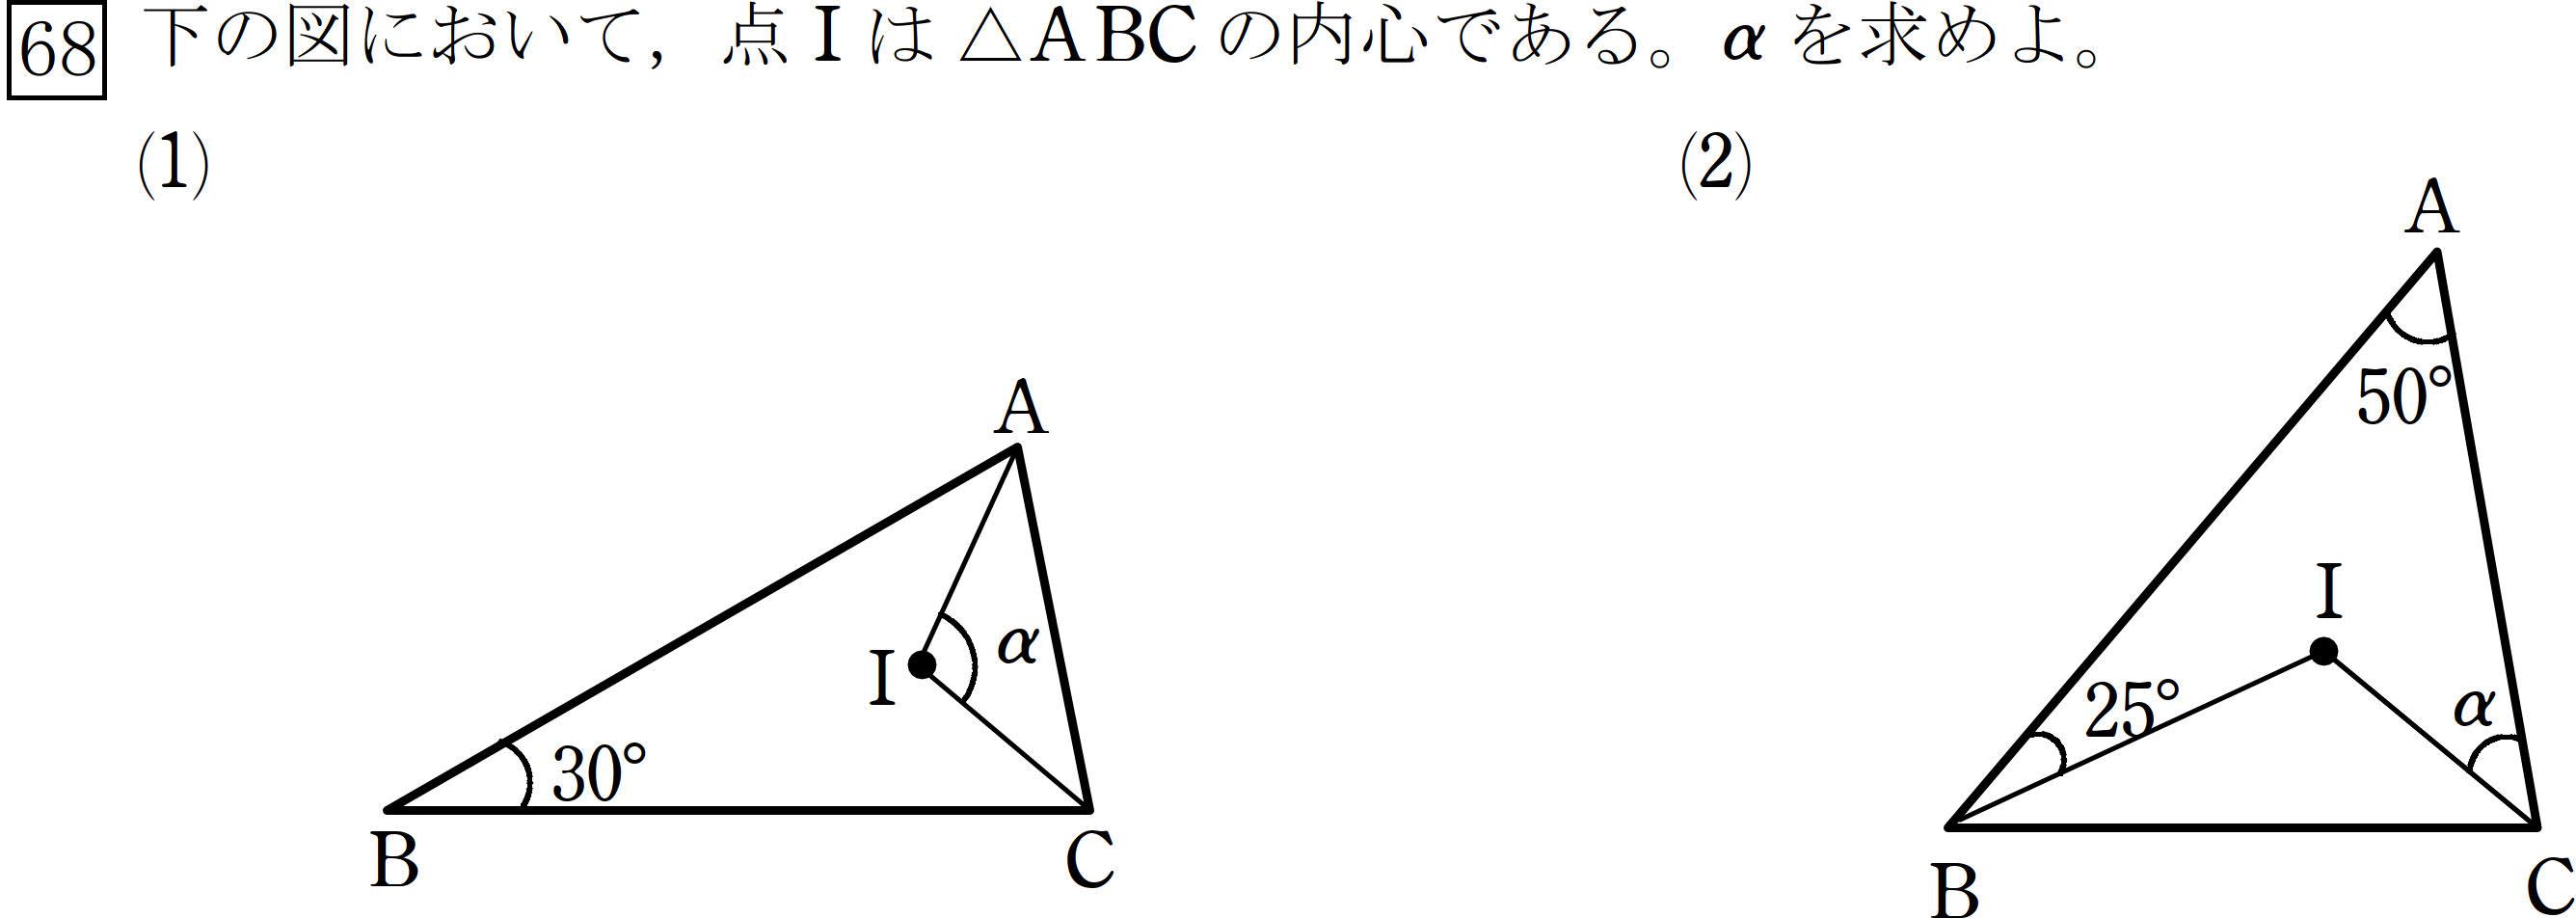 68 下の図において，点 I は △ABC の内心である。α を求めよ。
(1)
(2)
A
I
α
30°
B
C
A
50°
I
25°
α
B
C